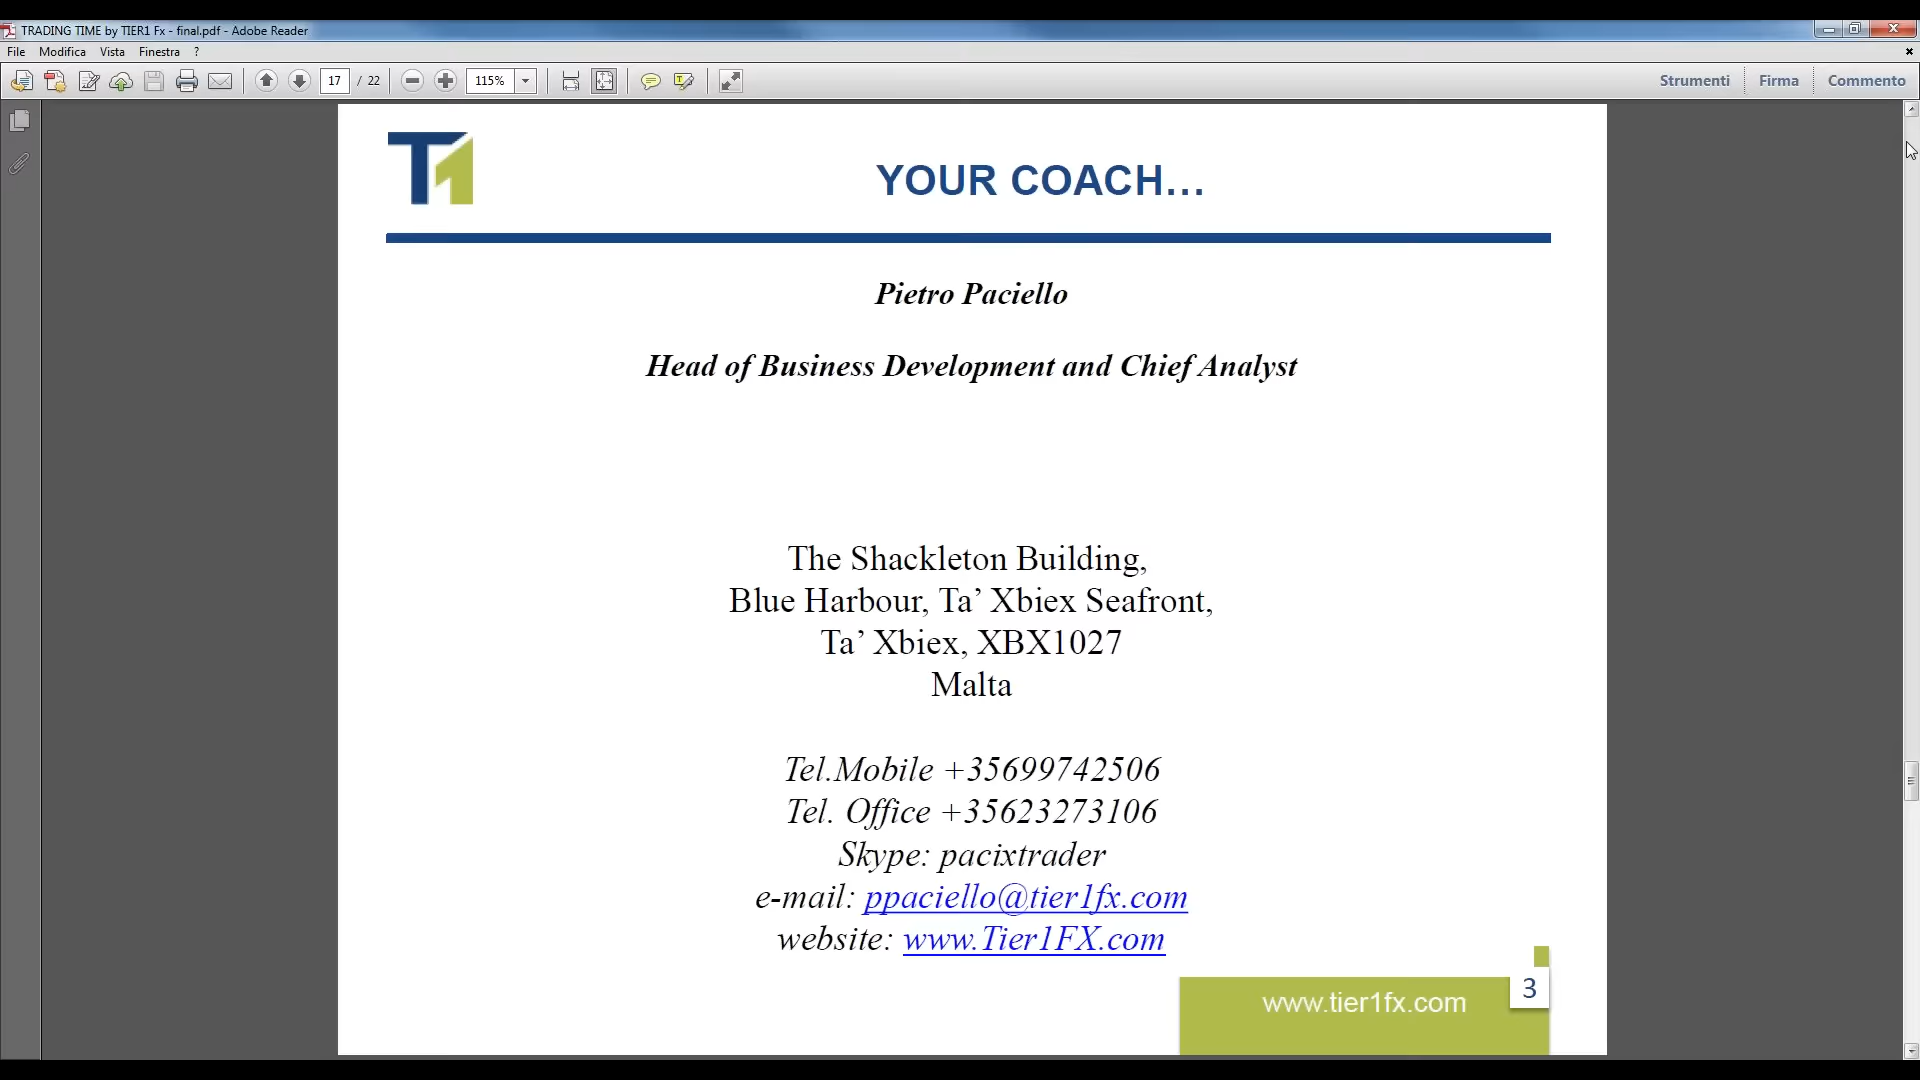 TRADING TIME by TIER1 Fx - final.pdf - Adobe Reader
File Modifica Vista Finestra ?
17 / 22 115% Strumenti Firma Commento
T1
YOUR COACH...
Pietro Paciello
Head of Business Development and Chief Analyst
The Shackleton Building,
Blue Harbour, Ta’ Xbiex Seafront,
Ta’ Xbiex, XBX1027
Malta
Tel.Mobile +35699742506
Tel. Office +35623273106
Skype: pacixtrader
e-mail: ppaciello@tier1fx.com
website: www.Tier1FX.com
3
www.tier1fx.com